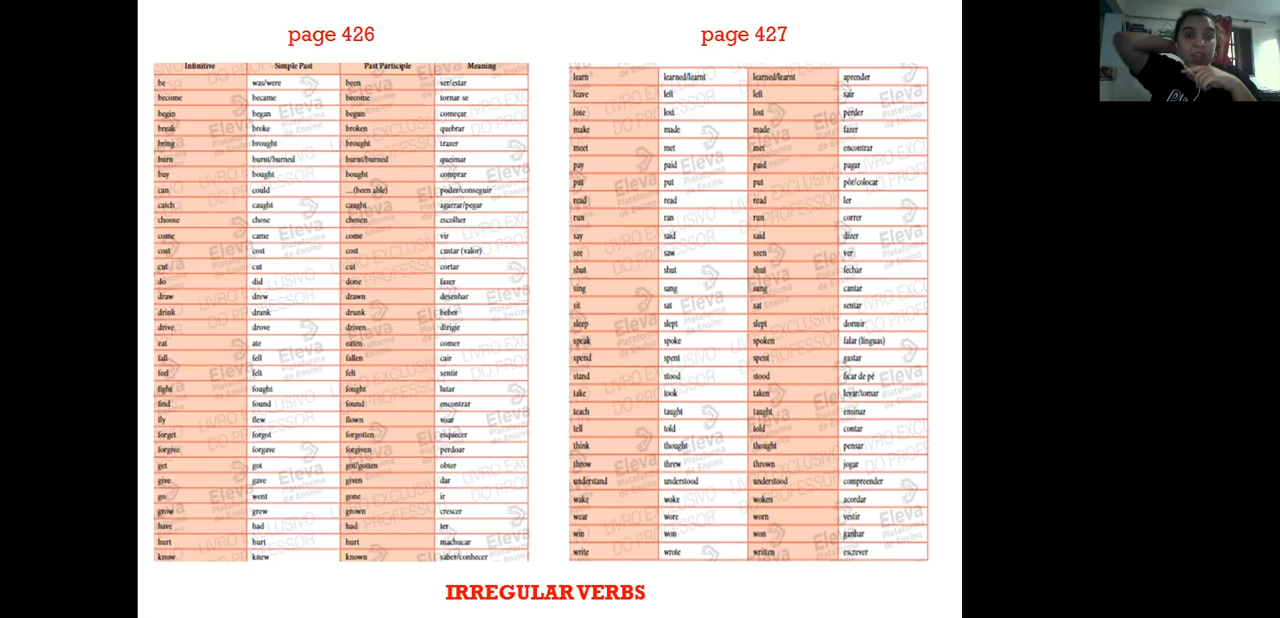 page 426
Infinitive Simple Past Past Participle Meaning
be was/were been ser/estar
become became become tornar-se
begin began begun começar
break broke broken quebrar
bring brought brought trazer
burn burnt/burned burnt/burned queimar
buy bought bought comprar
can could ...(been able) poder/conseguir
catch caught caught agarrar/pegar
choose chose chosen escolher
come came come vir
cost cost cost custar (valor)
cut cut cut cortar
do did done fazer
draw drew drawn desenhar
drink drank drunk beber
drive drove driven dirigir
eat ate eaten comer
fall fell fallen cair
feel felt felt sentir
fight fought fought lutar
find found found encontrar
fly flew flown voar
forget forgot forgotten esquecer
forgive forgave forgiven perdoar
get got got/gotten obter
give gave given dar
go went gone ir
grow grew grown crescer
have had had ter
hurt hurt hurt machucar
know knew known saber/conhecer
page 427
learn learned/learnt learned/learnt aprender
leave left left sair
lose lost lost perder
make made made fazer
meet met met encontrar
pay paid paid pagar
put put put pôr/colocar
read read read ler
run ran run correr
say said said dizer
see saw seen ver
shut shut shut fechar
sing sang sung cantar
sit sat sat sentar
sleep slept slept dormir
speak spoke spoken falar (línguas)
spend spent spent gastar
stand stood stood ficar de pé
take took taken levar/tomar
teach taught taught ensinar
tell told told contar
think thought thought pensar
throw threw thrown jogar
understand understood understood compreender
wake woke woken acordar
wear wore worn vestir
win won won ganhar
write wrote written escrever
IRREGULAR VERBS